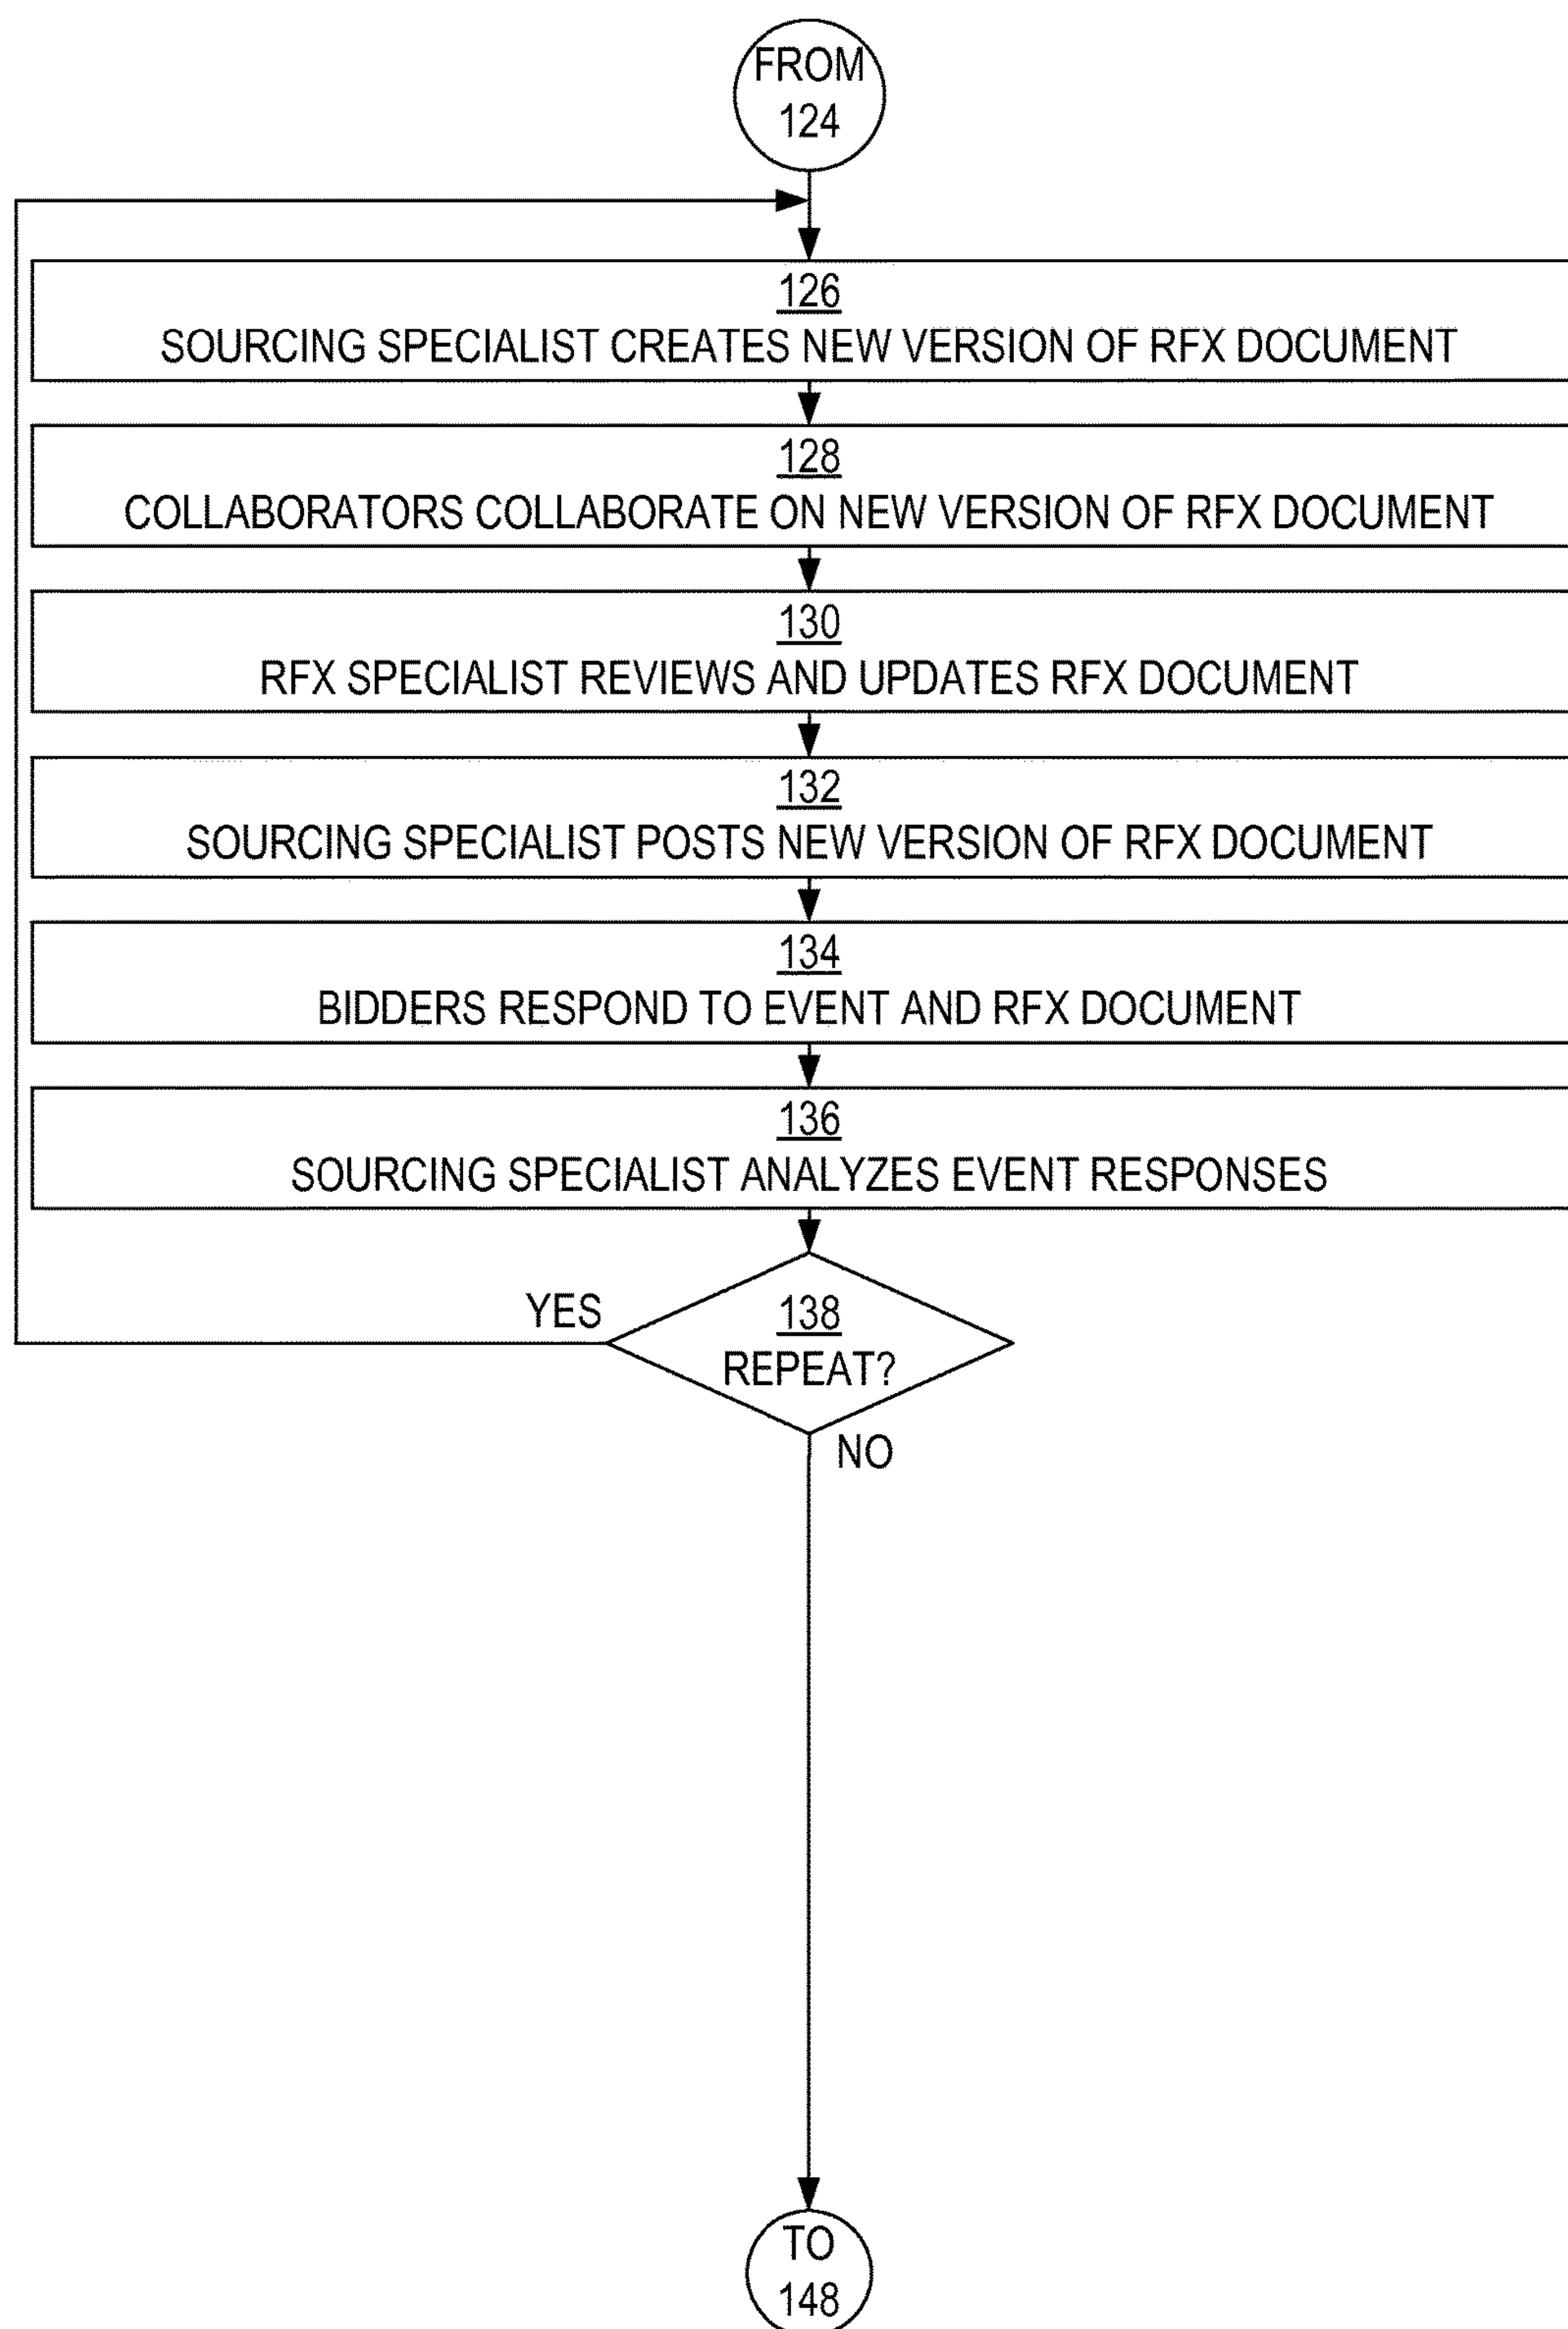 FROM
124
126
SOURCING SPECIALIST CREATES NEW VERSION OF RFX DOCUMENT
128
COLLABORATORS COLLABORATE ON NEW VERSION OF RFX DOCUMENT
130
RFX SPECIALIST REVIEWS AND UPDATES RFX DOCUMENT
132
SOURCING SPECIALIST POSTS NEW VERSION OF RFX DOCUMENT
134
BIDDERS RESPOND TO EVENT AND RFX DOCUMENT
136
SOURCING SPECIALIST ANALYZES EVENT RESPONSES
YES
138
REPEAT?
NO
TO
148